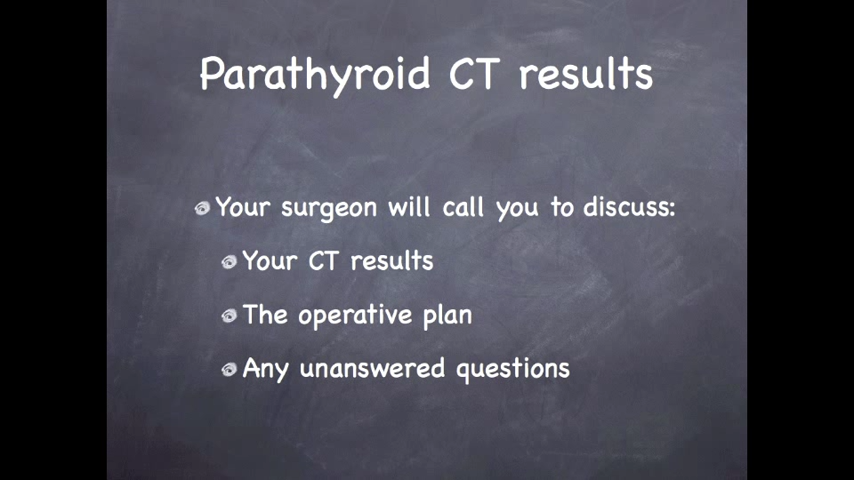 Parathyroid CT results
Your surgeon will call you to discuss:
Your CT results
The operative plan
Any unanswered questions